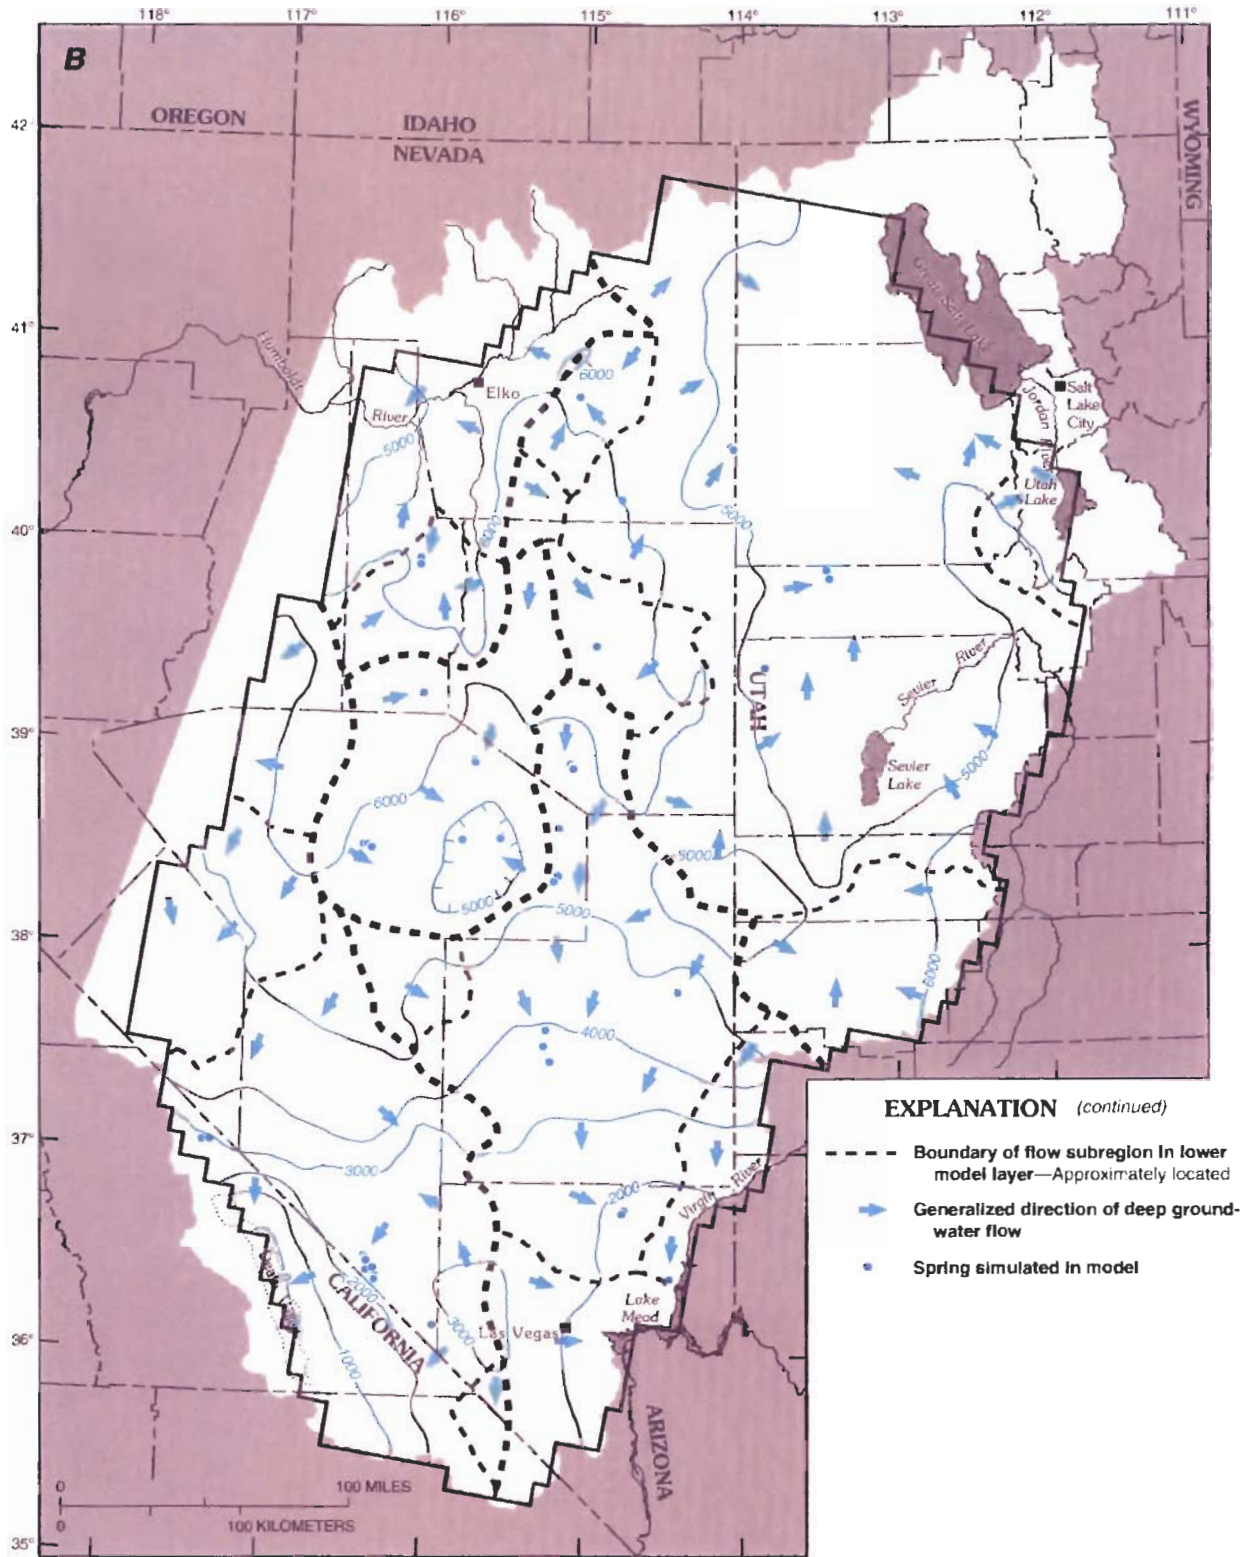 118° 117° 116° 115° 114° 113° 112° 111°
B
42°
OREGON
IDAHO
NEVADA
WYOMING
41°
Great Salt Lake
Humboldt
River
Elko
6000
5000
Salt
Lake
City
Jordan River
Utah
Lake
5000
40°
UTAH
Sevier
River
39°
Sevier
Lake
5000
6000
5000
5000
5000
38°
6000
4000
37°
3000
2000
Virgin River
2000
CALIFORNIA
3000
Las Vegas
Lake
Mead
36°
1000
ARIZONA
0 100 MILES
0 100 KILOMETERS
35°
EXPLANATION (continued)
Boundary of flow subregion in lower
model layer—Approximately located
Generalized direction of deep ground-
water flow
Spring simulated in model